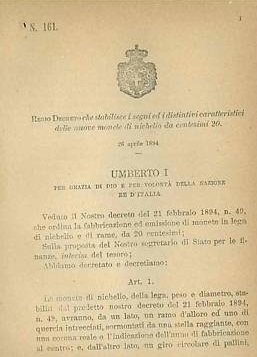 N. 161.
3
REGIO DECRETO che stabilisce i segni ed i distintivi caratteristici
delle nuove monete di nichelio da centesimi 20.
26 aprile 1894
UMBERTO I
PER GRAZIA DI DIO E PER VOLONTÀ DELLA NAZIONE
RE D'ITALIA
Veduto il Nostro decreto del 21 febbraio 1894, n. 49,
che ordina la fabbricazione ed emissione di monete in lega
di nichelio e di rame, da 20 centesimi;
Sulla proposta del Nostro segretario di Stato per le fi-
nanze, interim del tesoro;
Abbiamo decretato e decretiamo:
Art. 1.
Le monete di nichelio, della lega, peso e diametro, sta-
biliti dal predetto nostro decreto del 21 febbraio 1894,
n. 49, avranno, da un lato, un ramo d'alloro ed uno di
quercia intrecciati, sormontati da una stella raggiante, con
una corona reale e l'indicazione dell'anno di fabbricazione
al centro; e, dall'altro lato, un giro circolare di pallini,